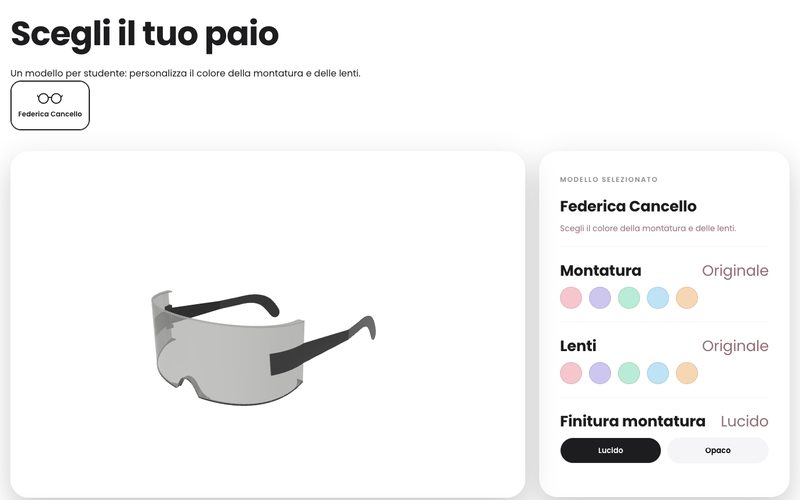 Scegli il tuo paio
Un modello per studente: personalizza il colore della montatura e delle lenti.
Federica Cancello
MODELLO SELEZIONATO
Federica Cancello
Scegli il colore della montatura e delle lenti.
Montatura Originale
Lenti Originale
Finitura montatura Lucido
Lucido Opaco